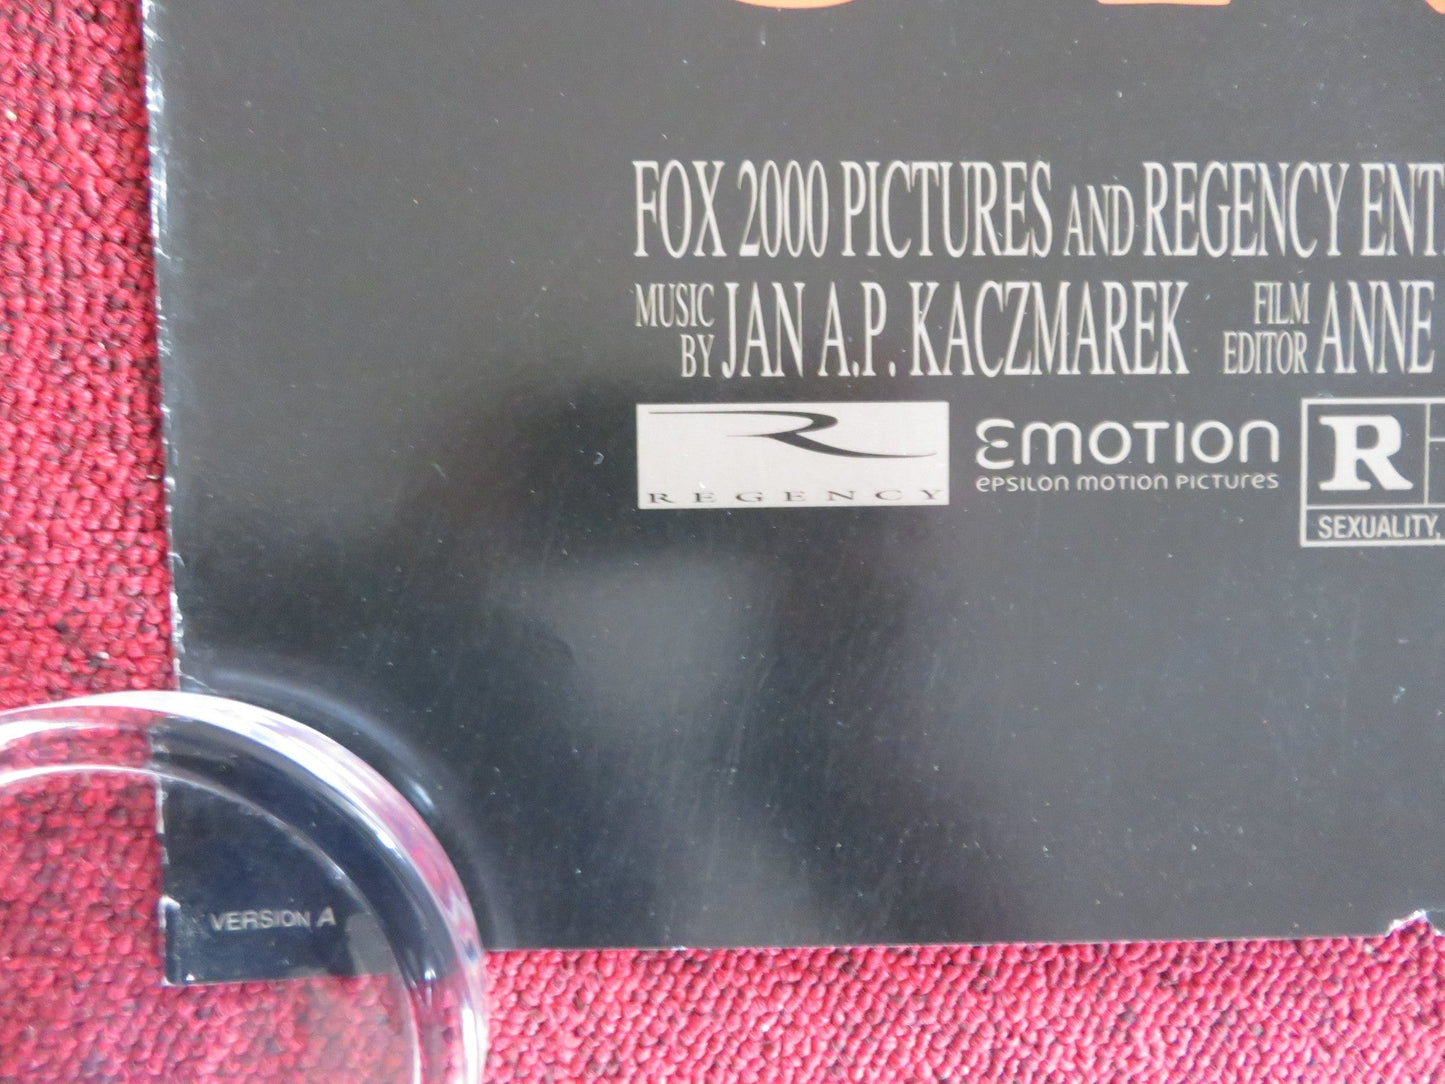 FOX 2000 PICTURES AND REGENCY ENT
MUSIC BY JAN A.P. KACZMAREK FILM EDITOR ANNE
REGENCY
EMOTION
EPSILON MOTION PICTURES
R
SEXUALITY,
VERSION A